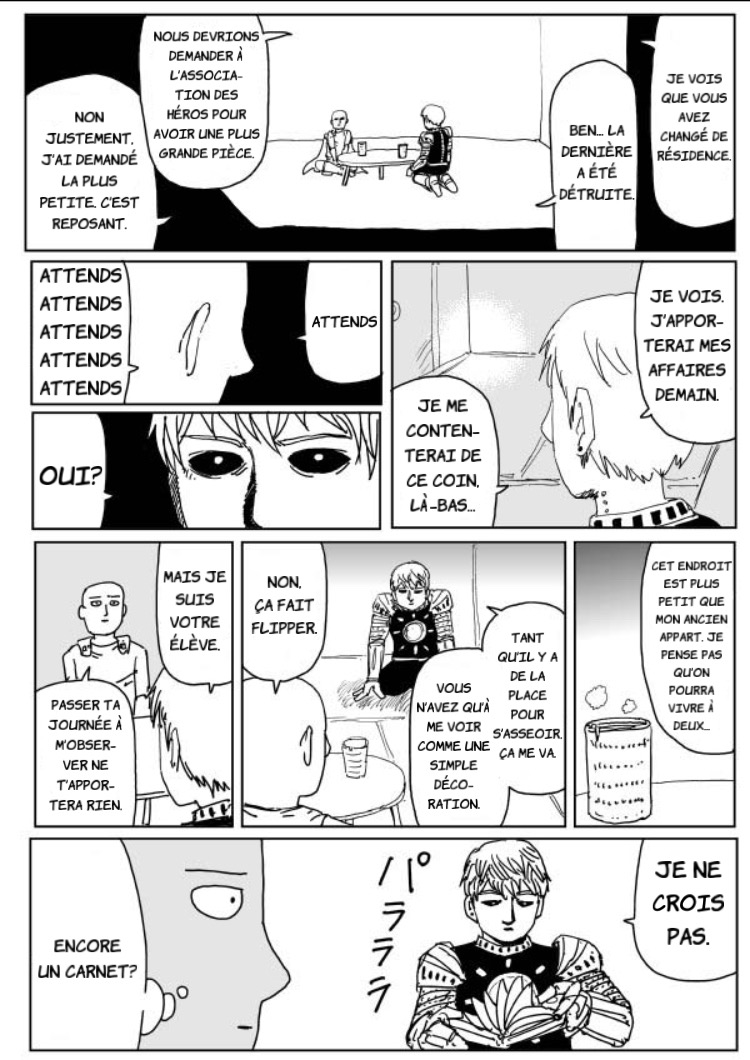 JE VOIS
QUE VOUS
AVEZ
CHANGÉ DE
RÉSIDENCE.
BEN... LA
DERNIÈRE
A ÉTÉ
DÉTRUITE.
NOUS DEVRIONS
DEMANDER À
L'ASSOCIA-
TION DES
HÉROS POUR
AVOIR UNE PLUS
GRANDE PIÈCE.
NON
JUSTEMENT,
J'AI DEMANDÉ
LA PLUS
PETITE. C'EST
REPOSANT.
JE VOIS.
J'APPOR-
TERAI MES
AFFAIRES
DEMAIN.
JE ME
CONTEN-
TERAI DE
CE COIN,
LÀ-BAS...
ATTENDS
ATTENDS
ATTENDS
ATTENDS
ATTENDS
ATTENDS
OUI?
CET ENDROIT
EST PLUS
PETIT QUE
MON ANCIEN
APPART. JE
PENSE PAS
QU'ON
POURRA
VIVRE À
DEUX...
TANT
QU'IL Y A
DE LA
PLACE
POUR
S'ASSEOIR.
ÇA ME VA.
VOUS
N'AVEZ QU'À
ME VOIR
COMME UNE
SIMPLE
DÉCO-
RATION.
NON,
ÇA FAIT
FLIPPER.
MAIS JE
SUIS
VOTRE
ÉLÈVE.
PASSER TA
JOURNÉE À
M'OBSER-
VER NE
T'APPOR-
TERA RIEN.
JE NE
CROIS
PAS.
パラララ
ENCORE
UN CARNET?